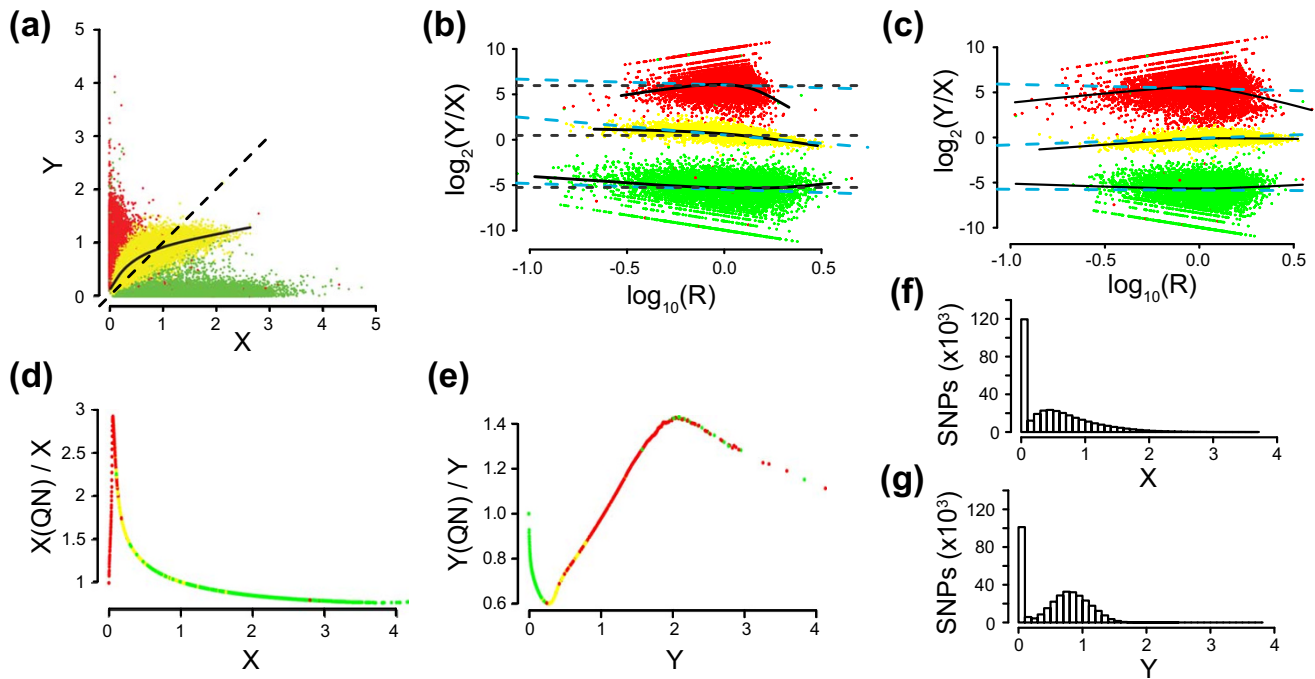 (a)
5
4
3
2
1
0
Y
0 1 2 3 4 5
X
(b)
10
5
0
-5
-10
log2(Y/X)
-1.0 -0.5 0.0 0.5
log10(R)
(c)
10
5
0
-5
-10
log2(Y/X)
-1.0 -0.5 0.0 0.5
log10(R)
(d)
3
2.5
2
1.5
1
X(QN) / X
0 1 2 3 4
X
(e)
1.4
1.2
1.0
0.8
0.6
Y(QN) / Y
0 1 2 3 4
Y
(f)
120
80
40
0
SNPs (x10³)
0 1 2 3 4
X
(g)
120
80
40
0
SNPs (x10³)
0 1 2 3 4
Y